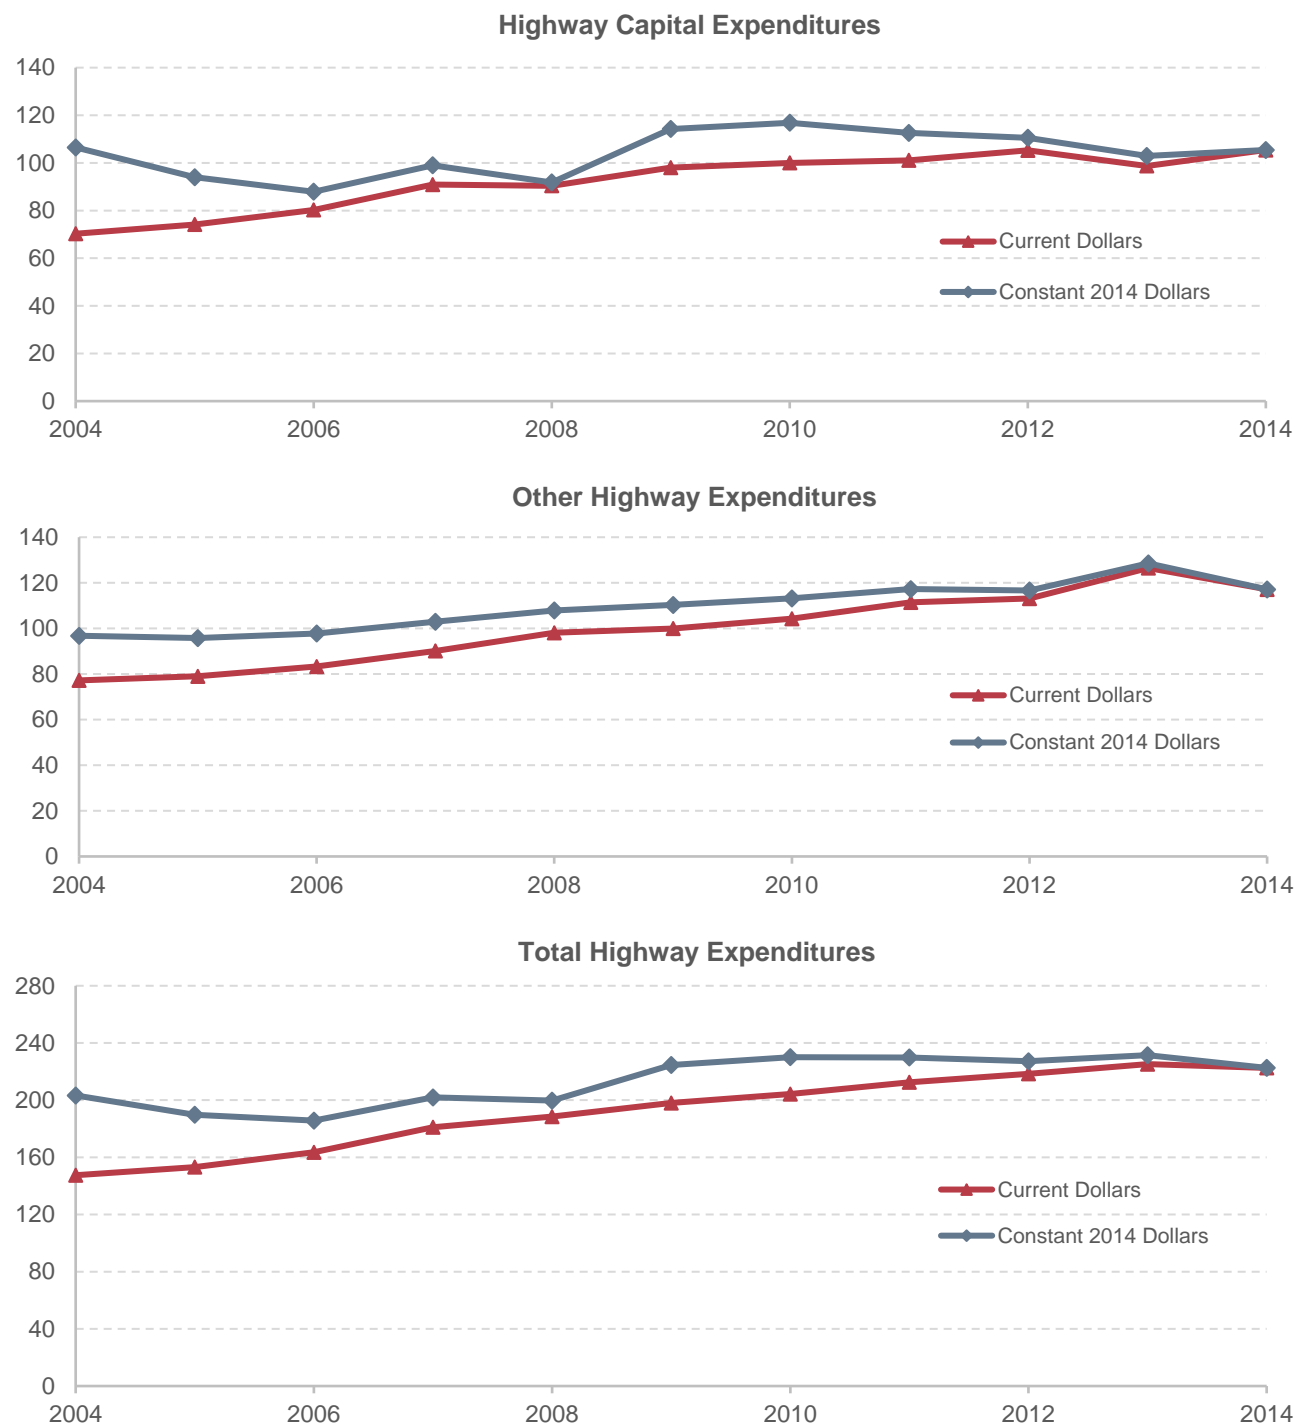 Highway Capital Expenditures
140
120
100
80
60
40
20
0
Current Dollars
Constant 2014 Dollars
2004 2006 2008 2010 2012 2014
Other Highway Expenditures
140
120
100
80
60
40
20
0
Current Dollars
Constant 2014 Dollars
2004 2006 2008 2010 2012 2014
Total Highway Expenditures
280
240
200
160
120
80
40
0
Current Dollars
Constant 2014 Dollars
2004 2006 2008 2010 2012 2014